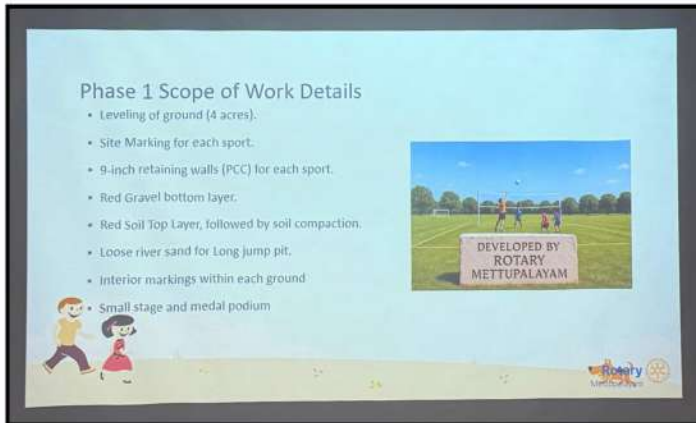 Phase 1 Scope of Work Details
• Leveling of ground (4 acres).
• Site Marking for each sport.
• 9-inch retaining walls (PCC) for each sport.
• Red Gravel bottom layer.
• Red Soil Top Layer, followed by soil compaction.
• Loose river sand for Long jump pit.
• Interior markings within each ground
• Small stage and medal podium
DEVELOPED BY
ROTARY
METTUPALAYAM
Rotary
Mettupalayam